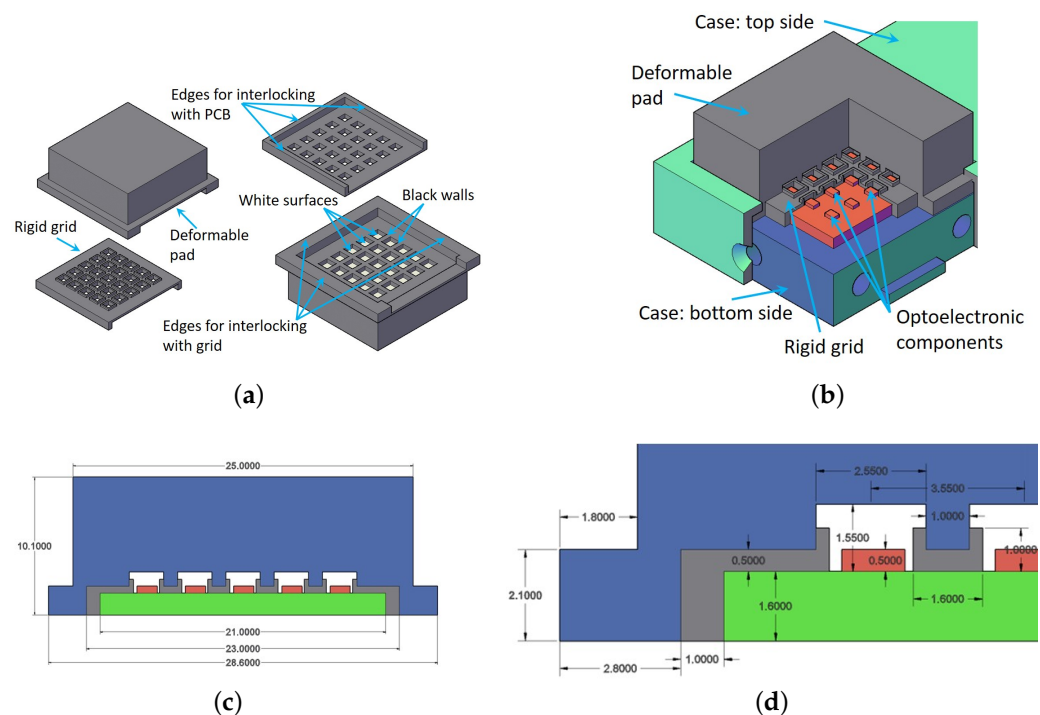 Edges for interlocking
with PCB
White surfaces
Black walls
Rigid grid
Deformable
pad
Edges for interlocking
with grid
(a)
Case: top side
Deformable
pad
Case: bottom side
Rigid grid
Optoelectronic
components
(b)
25.0000
10.1000
21.0000
23.0000
28.6000
(c)
2.5500
3.5500
1.8000
1.0000
1.5500
1.0000
0.5000
0.5000
2.1000
1.6000
1.6000
2.8000
1.0000
(d)